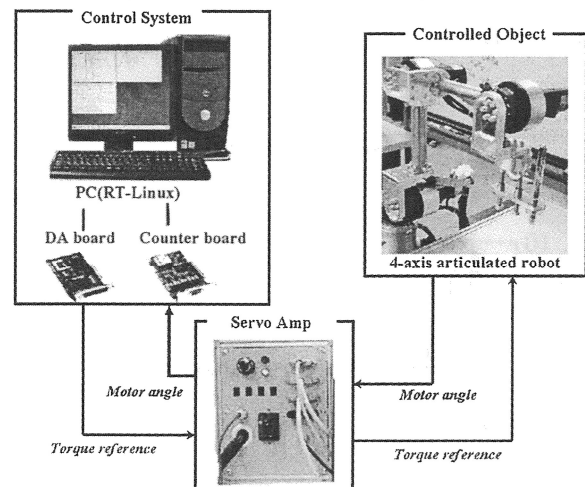 Control System
Controlled Object
PC(RT-Linux)
DA board
Counter board
4-axis articulated robot
Servo Amp
Motor angle
Motor angle
Torque reference
Torque reference